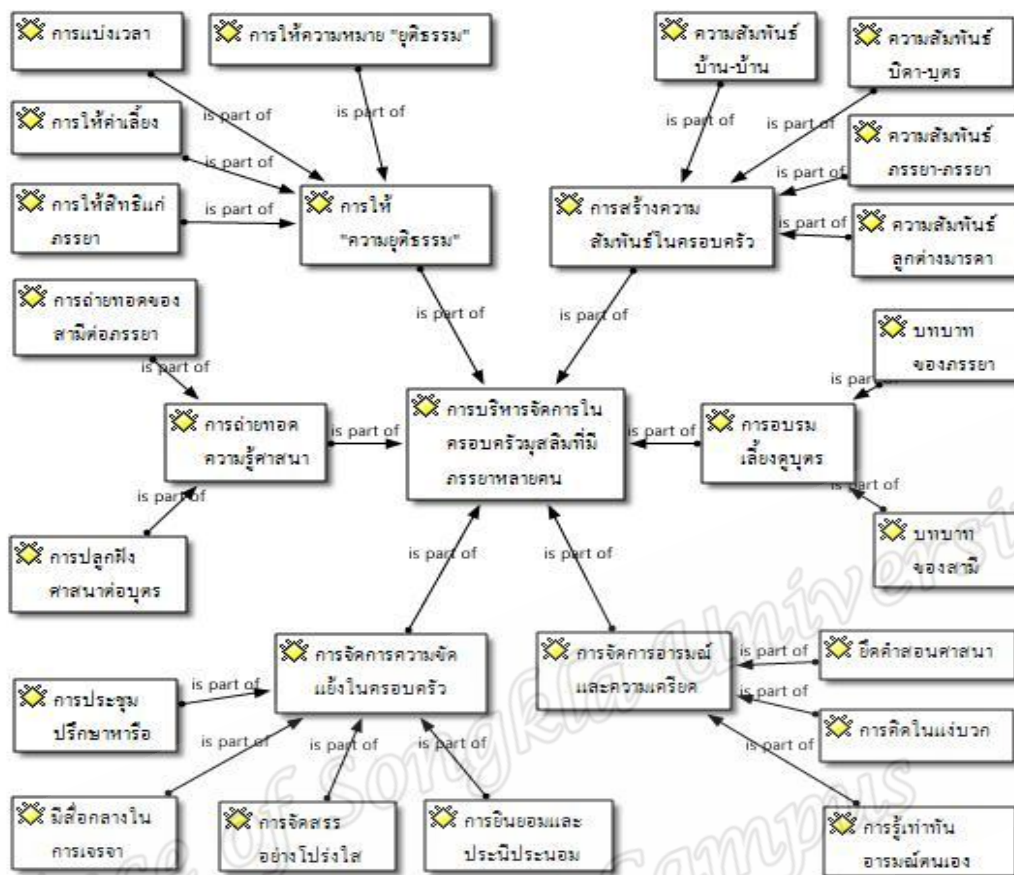 การแบ่งเวลา
การให้ความหมาย "ยุติธรรม"
ความสัมพันธ์
บ้าน-บ้าน
ความสัมพันธ์
บิดา-บุตร
is part of
is part of
is part of
is part of
การให้ค่าเลี้ยง
is part of
ความสัมพันธ์
ภรรยา-ภรรยา
is part of
การให้สิทธิแก่
ภรรยา
is part of
การให้
"ความยุติธรรม"
การสร้างความ
สัมพันธ์ในครอบครัว
is part of
ความสัมพันธ์
ลูกต่างมารดา
การถ่ายทอดของ
สามีต่อภรรยา
is part of
is part of
is part of
บทบาท
ของภรรยา
is part of
การถ่ายทอด
ความรู้ศาสนา
is part of
การบริหารจัดการใน
ครอบครัวมุสลิมที่มี
ภรรยาหลายคน
is part of
การอบรม
เลี้ยงดูบุตร
is part of
is part of
การปลูกฝัง
ศาสนาต่อบุตร
is part of
is part of
บทบาท
ของสามี
การจัดการความขัด
แย้งในครอบครัว
การจัดการอารมณ์
และความเครียด
is part of
ยึดคำสอนศาสนา
การประชุม
ปรึกษาหารือ
is part of
is part of
การคิดในแง่บวก
is part of
is part of
is part of
is part of
มีสื่อกลางใน
การเจรจา
การจัดสรร
อย่างโปร่งใส
การยินยอมและ
ประนีประนอม
การรู้เท่าทัน
อารมณ์ตนเอง
of Songkla Universi
Campus